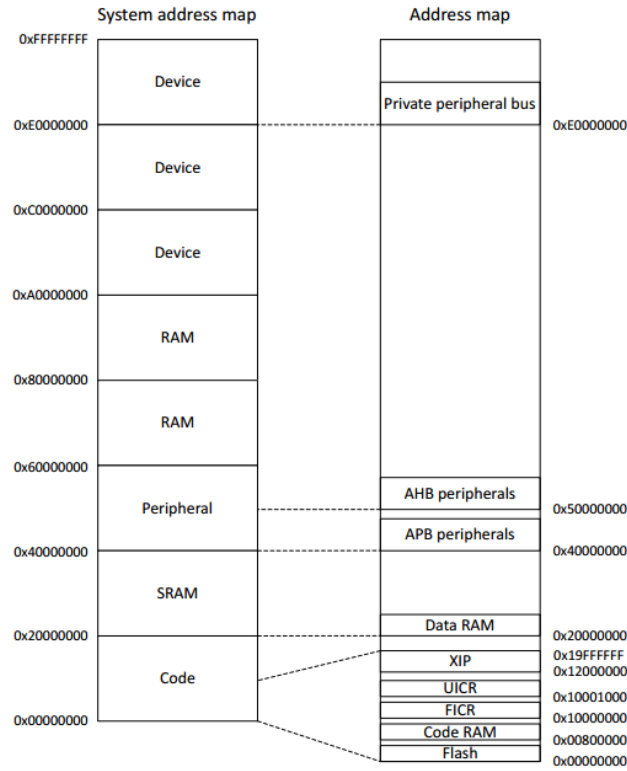 System address map
Address map
0xFFFFFFFF
Device
Private peripheral bus
0xE0000000
0xE0000000
Device
0xC0000000
Device
0xA0000000
RAM
0x80000000
RAM
0x60000000
Peripheral
AHB peripherals
0x50000000
APB peripherals
0x40000000
0x40000000
SRAM
Data RAM
0x20000000
0x20000000
Code
XIP
0x19FFFFFF
0x12000000
UICR
0x10001000
FICR
0x10000000
0x00000000
Code RAM
0x00800000
Flash
0x00000000